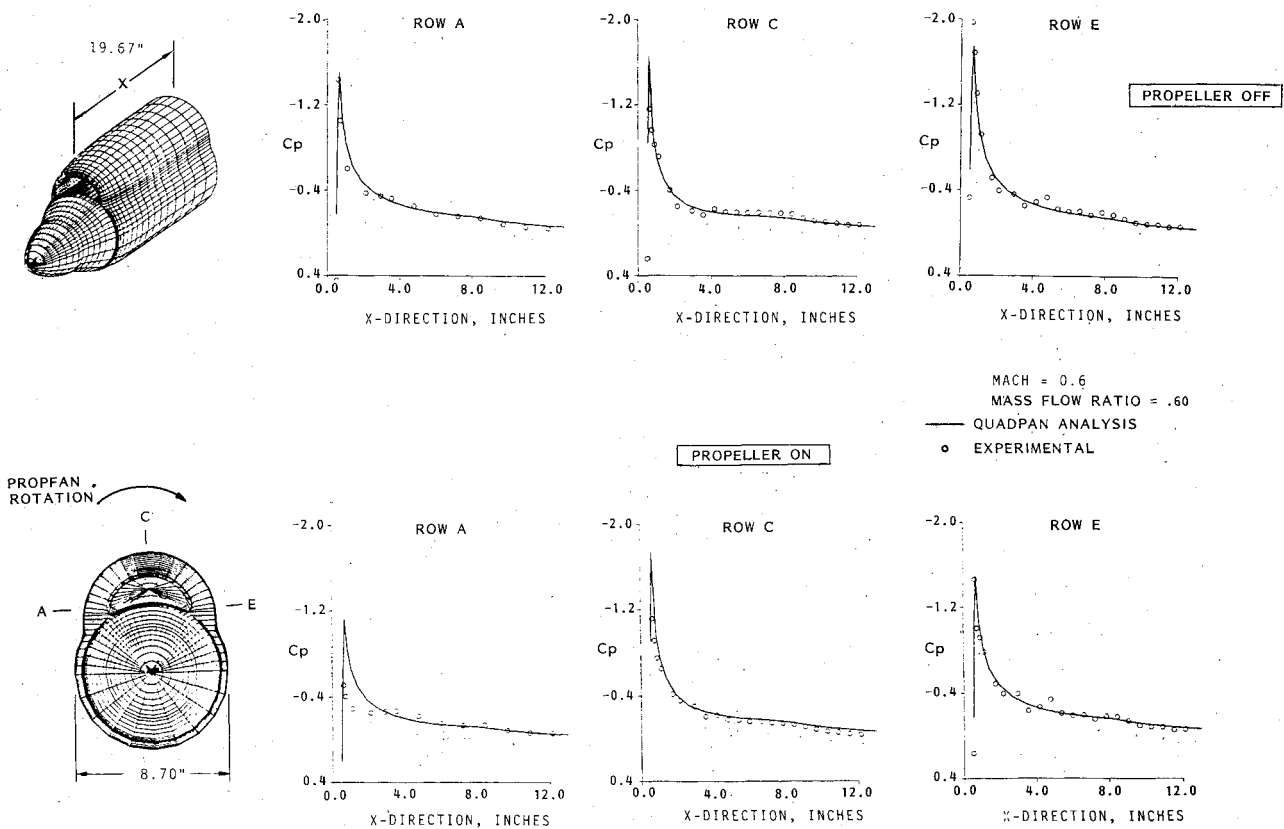 19.67"
X
ROW A
-2.0
-1.2
Cp
-0.4
0.4
0.0 4.0 8.0 12.0
X-DIRECTION, INCHES
ROW C
-2.0
-1.2
Cp
-0.4
0.4
0.0 4.0 8.0 12.0
X-DIRECTION, INCHES
ROW E
-2.0
-1.2
Cp
-0.4
0.4
0.0 4.0 8.0 12.0
X-DIRECTION, INCHES
PROPELLER OFF
MACH = 0.6
MASS FLOW RATIO = .60
QUADPAN ANALYSIS
EXPERIMENTAL
PROPELLER ON
PROPFAN
ROTATION
C
A
E
8.70"
ROW A
-2.0
-1.2
Cp
-0.4
0.4
0.0 4.0 8.0 12.0
X-DIRECTION, INCHES
ROW C
-2.0
-1.2
Cp
-0.4
0.4
0.0 4.0 8.0 12.0
X-DIRECTION, INCHES
ROW E
-2.0
-1.2
Cp
-0.4
0.4
0.0 4.0 8.0 12.0
X-DIRECTION, INCHES